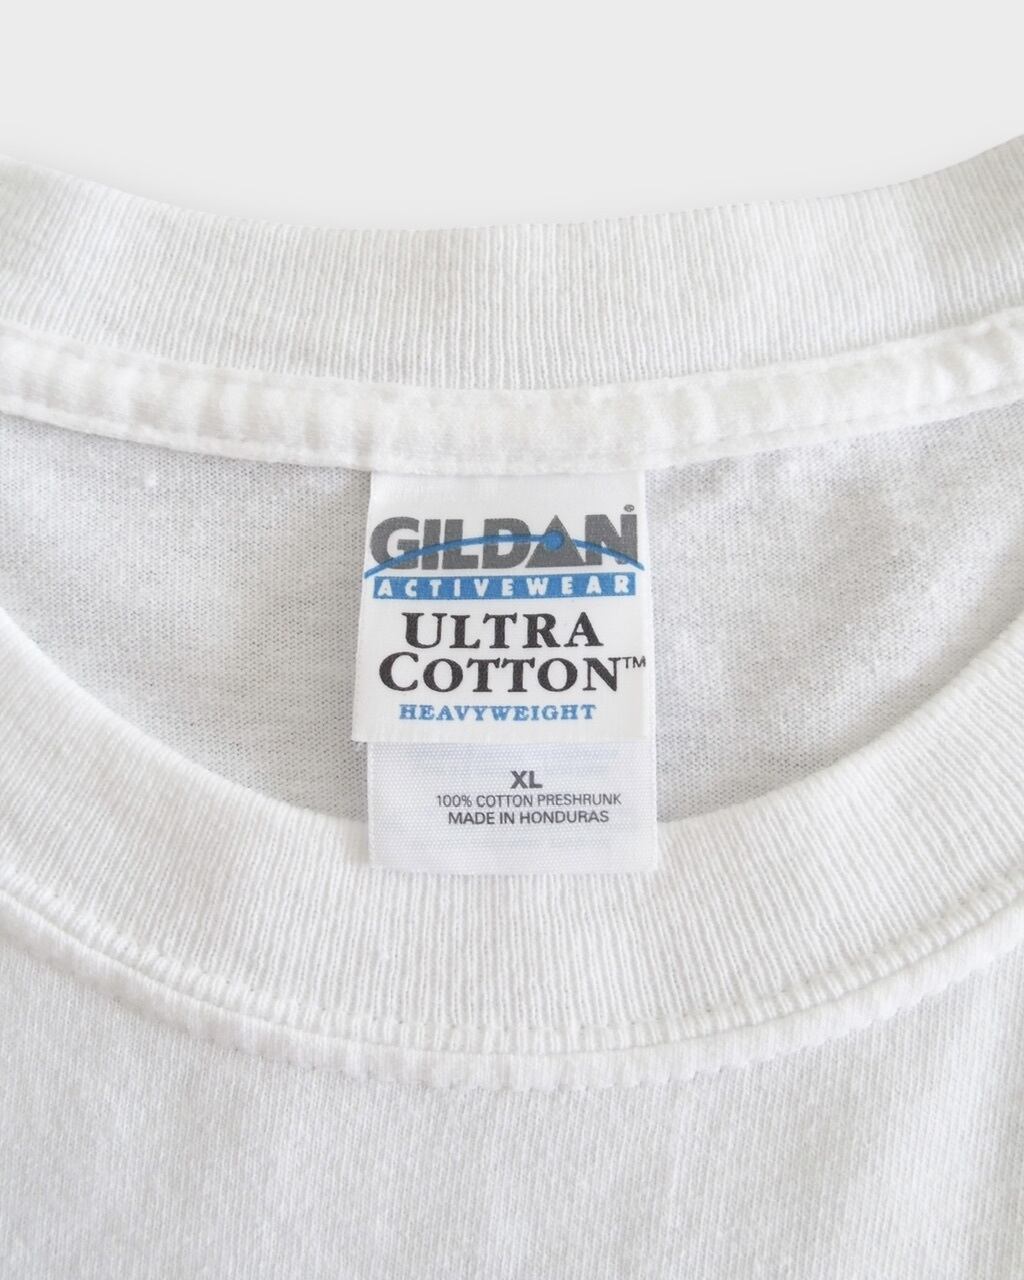 GILDAN®
ACTIVEWEAR
ULTRA
COTTON™
HEAVYWEIGHT
XL
100% COTTON PRESHRUNK
MADE IN HONDURAS